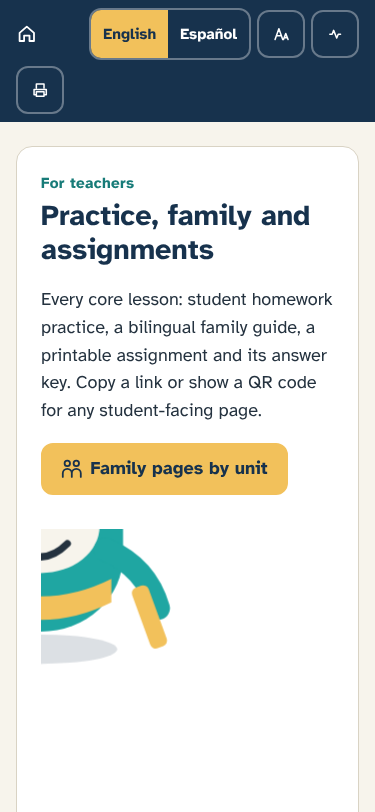 English Español
For teachers
Practice, family and
assignments
Every core lesson: student homework
practice, a bilingual family guide, a
printable assignment and its answer
key. Copy a link or show a QR code
for any student-facing page.
Family pages by unit